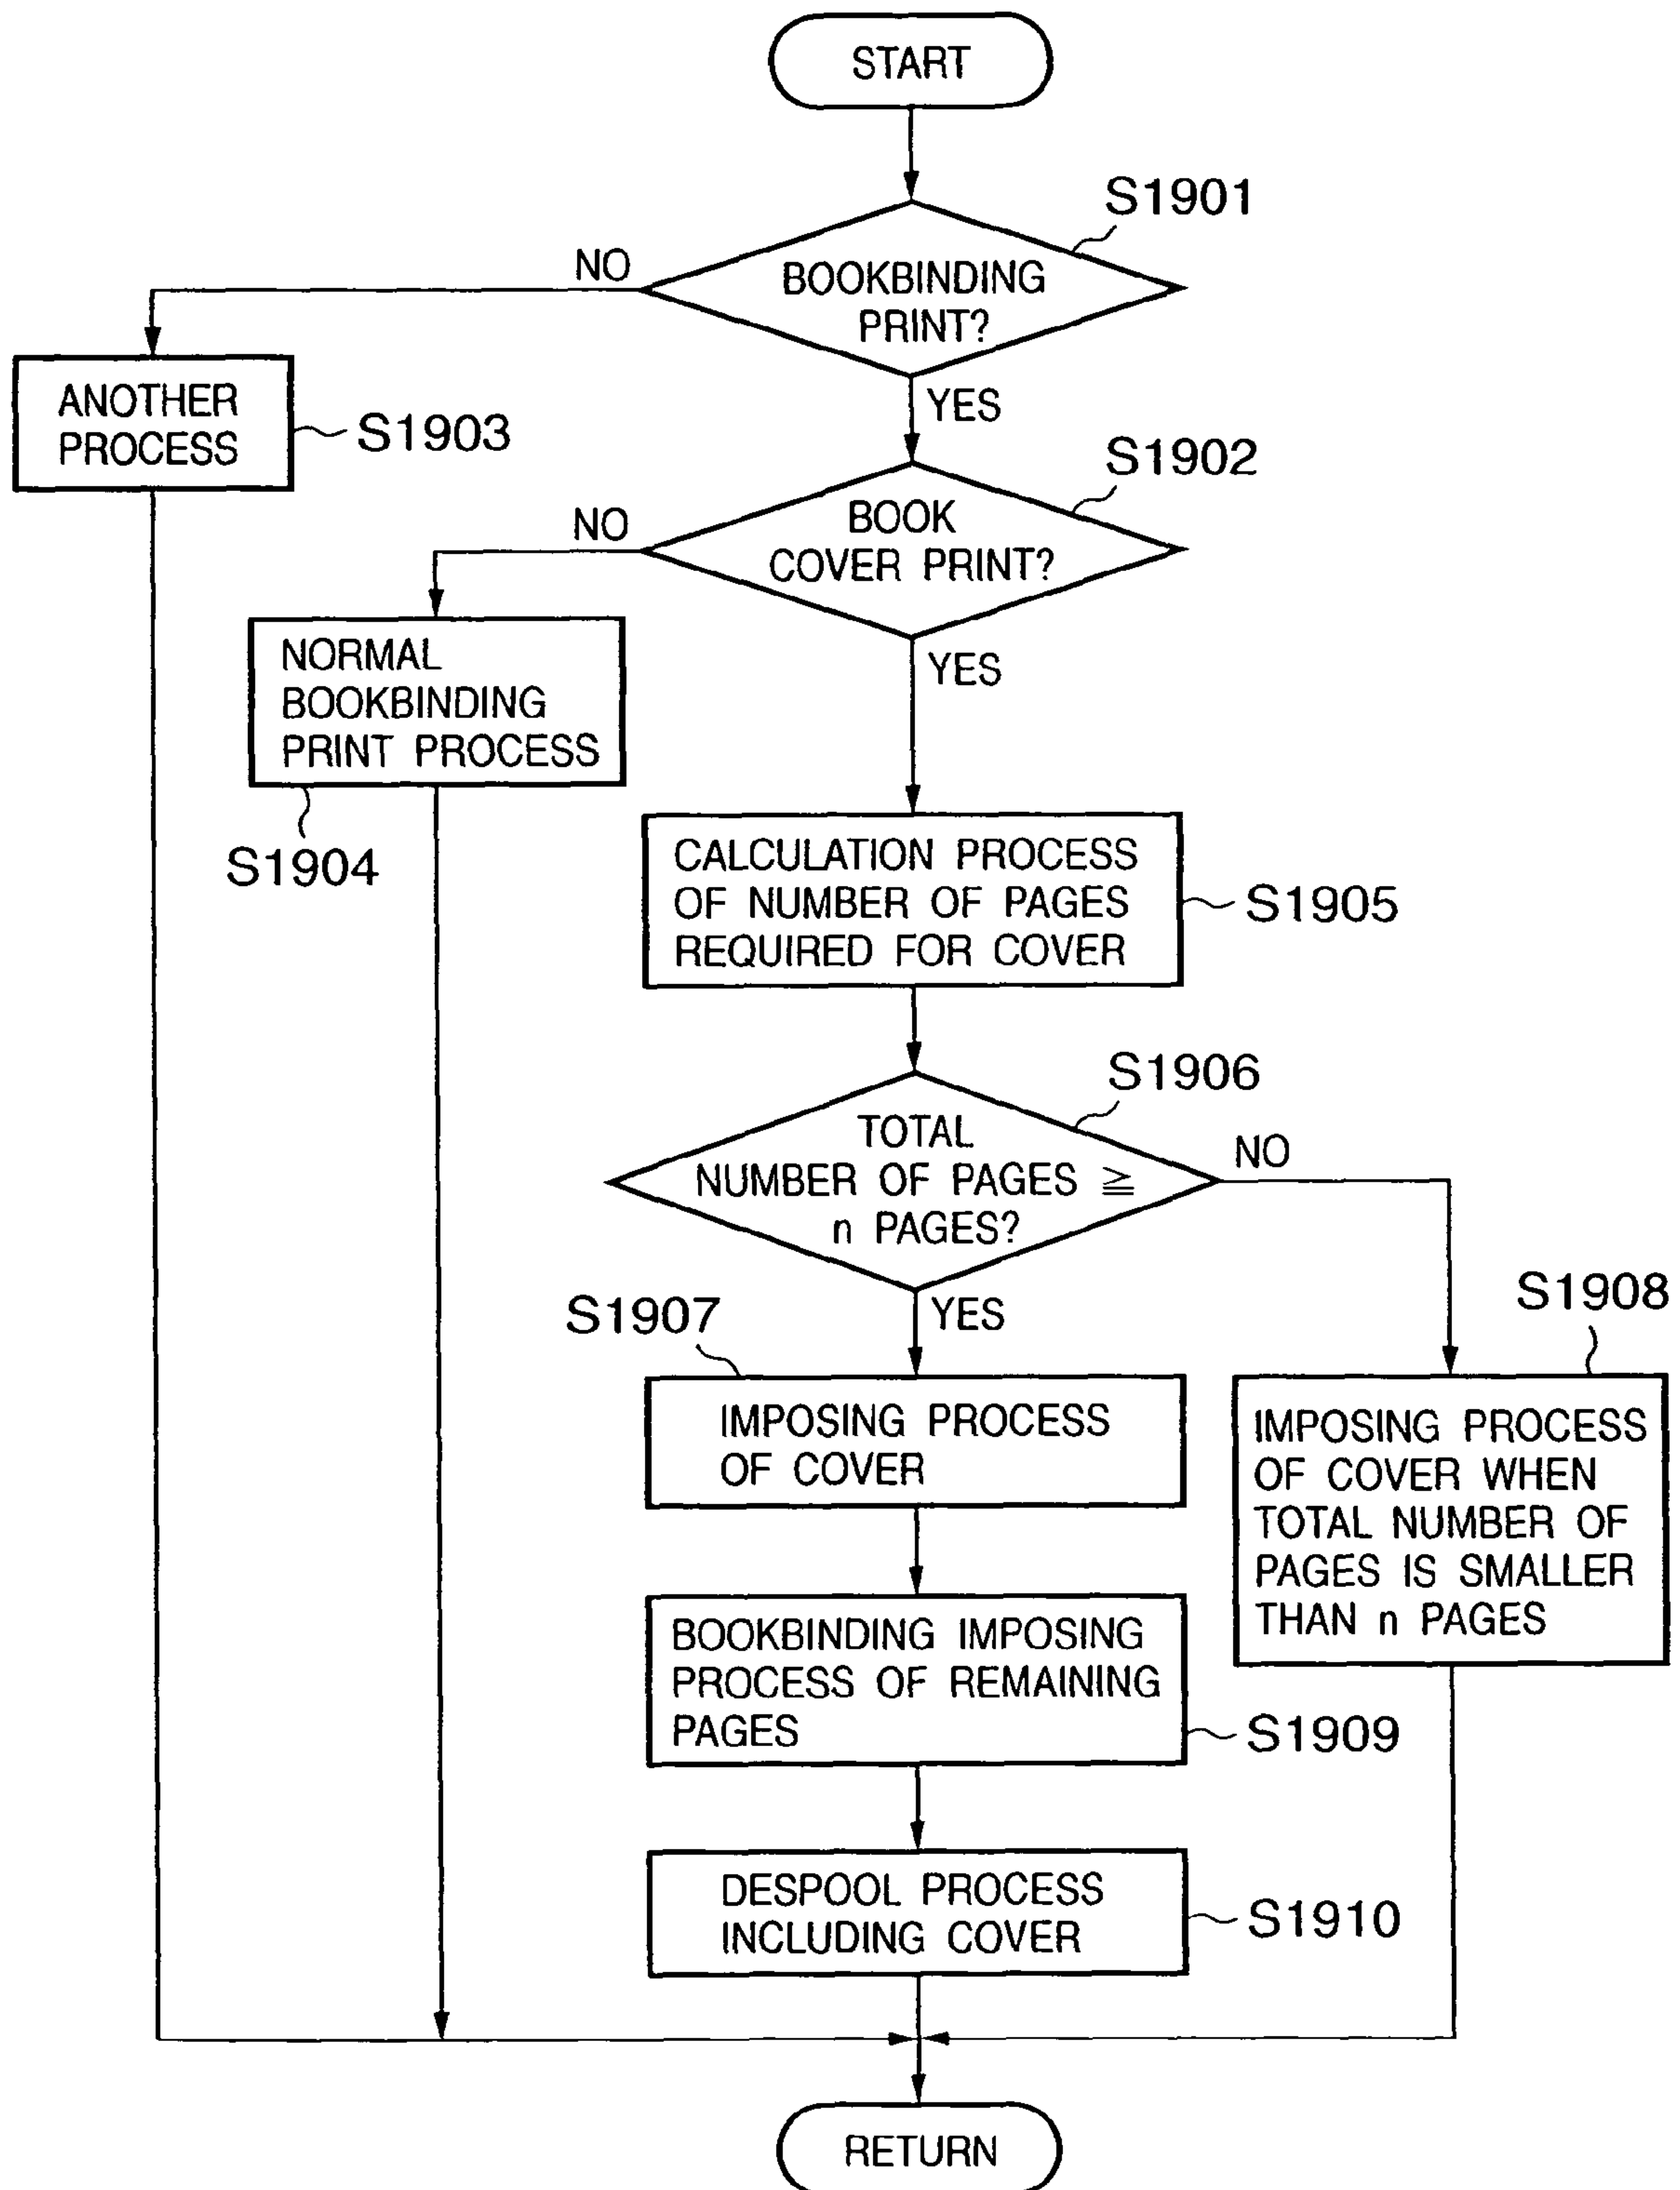 START
S1901
NO
BOOKBINDING
PRINT?
YES
ANOTHER
PROCESS
S1903
S1902
NO
BOOK
COVER PRINT?
YES
NORMAL
BOOKBINDING
PRINT PROCESS
S1904
CALCULATION PROCESS
OF NUMBER OF PAGES
REQUIRED FOR COVER
S1905
S1906
TOTAL
NUMBER OF PAGES ≧
n PAGES?
NO
YES
S1907
S1908
IMPOSING PROCESS
OF COVER
IMPOSING PROCESS
OF COVER WHEN
TOTAL NUMBER OF
PAGES IS SMALLER
THAN n PAGES
BOOKBINDING IMPOSING
PROCESS OF REMAINING
PAGES
S1909
DESPOOL PROCESS
INCLUDING COVER
S1910
RETURN